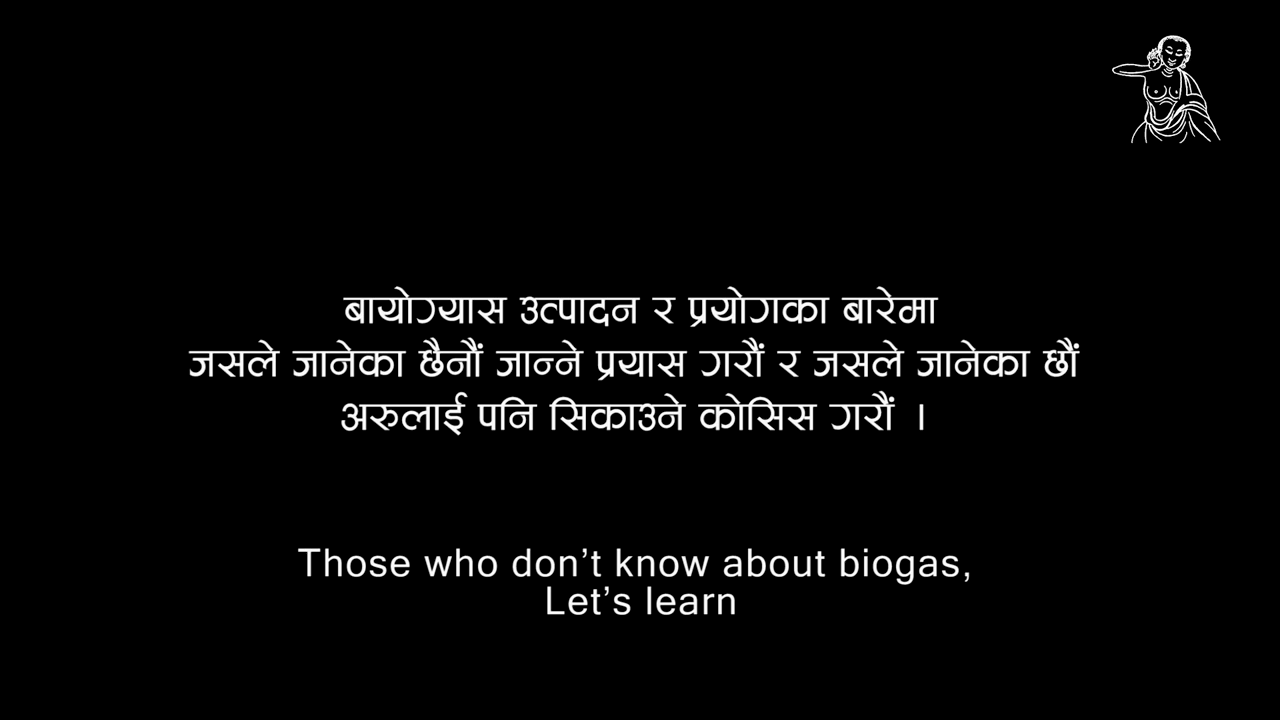 बायोग्यास उत्पादन र प्रयोगका बारेमा
जसले जानेका छैनौं जान्ने प्रयास गरौं र जसले जानेका छौं
अरुलाई पनि सिकाउने कोसिस गरौं ।
Those who don’t know about biogas,
Let’s learn